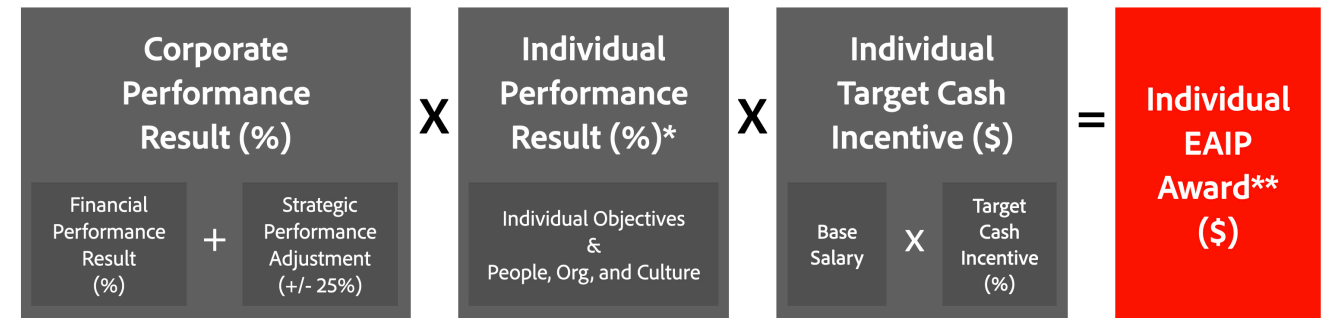 Corporate
Performance
Result (%)
Financial
Performance
Result
(%)
+
Strategic
Performance
Adjustment
(+/- 25%)
X
Individual
Performance
Result (%)*
Individual Objectives
&
People, Org, and Culture
X
Individual
Target Cash
Incentive ($)
Base
Salary
X
Target
Cash
Incentive
(%)
=
Individual
EAIP
Award**
($)